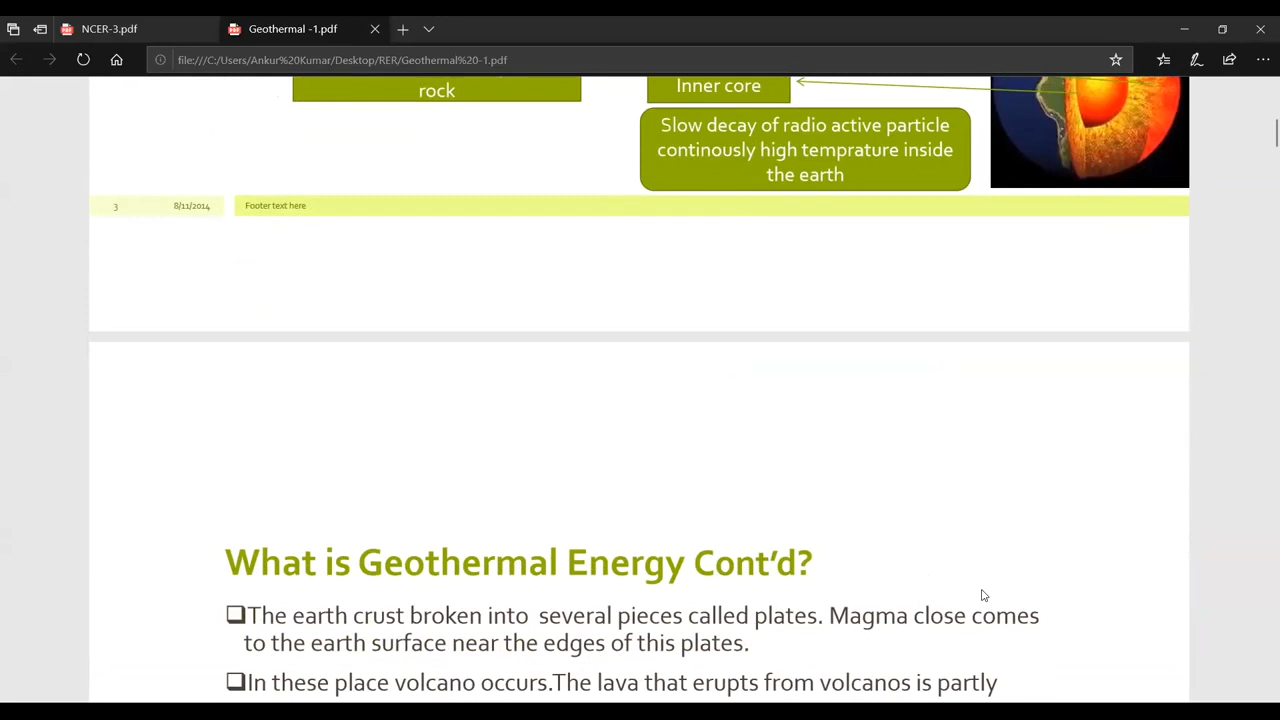 NCER-3.pdf
Geothermal -1.pdf
file:///C:/Users/Ankur%20Kumar/Desktop/RER/Geothermal%20-1.pdf
rock
Inner core
Slow decay of radio active particle
continously high temprature inside
the earth
3 8/11/2014 Footer text here
What is Geothermal Energy Cont'd?
The earth crust broken into several pieces called plates. Magma close comes
to the earth surface near the edges of this plates.
In these place volcano occurs.The lava that erupts from volcanos is partly